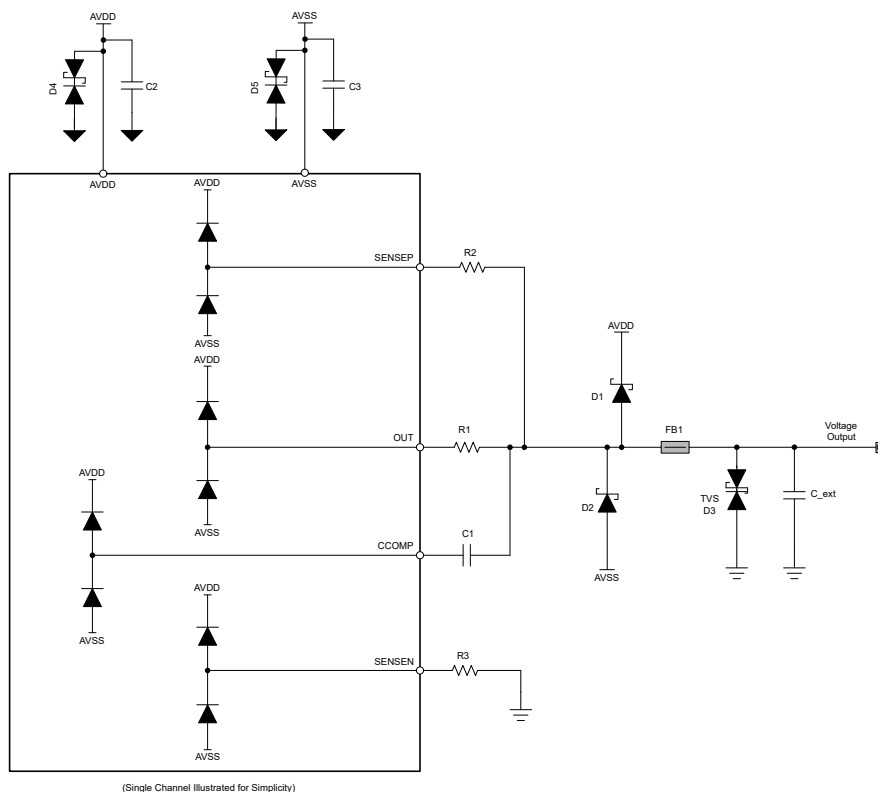 AVDD
AVSS
D4
C2
D5
C3
AVDD
AVSS
AVDD
SENSEP
R2
AVSS
AVDD
AVDD
D1
OUT
R1
FB1
Voltage
Output
AVDD
AVSS
CCOMP
C1
D2
TVS
D3
C_ext
AVSS
AVDD
AVSS
SENSEN
R3
AVSS
(Single Channel Illustrated for Simplicity)